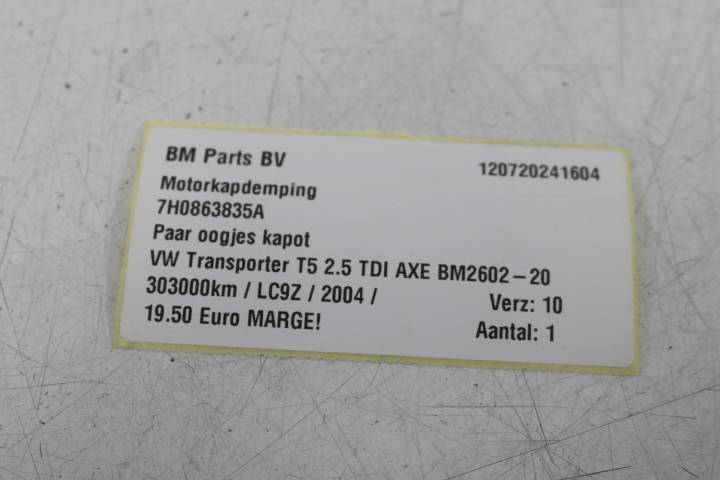 BM Parts BV 120720241604
Motorkapdemping
7H0863835A
Paar oogjes kapot
VW Transporter T5 2.5 TDI AXE BM2602-20
303000km / LC9Z / 2004 / Verz: 10
19.50 Euro MARGE! Aantal: 1